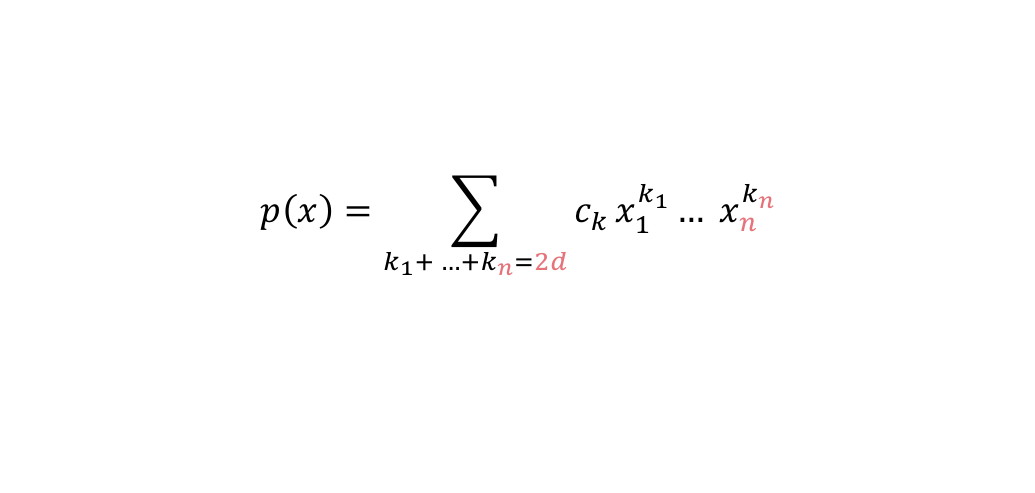 p(x) = ∑ c_k x_1^{k_1} … x_n^{k_n}
k_1+ …+k_n=2d